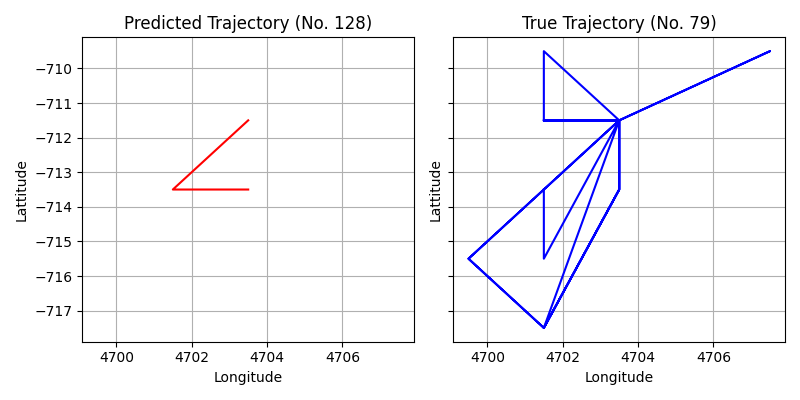 Predicted Trajectory (No. 128)
−710
−711
−712
−713
−714
−715
−716
−717
Lattitude
4700 4702 4704 4706
Longitude
True Trajectory (No. 79)
Lattitude
4700 4702 4704 4706
Longitude